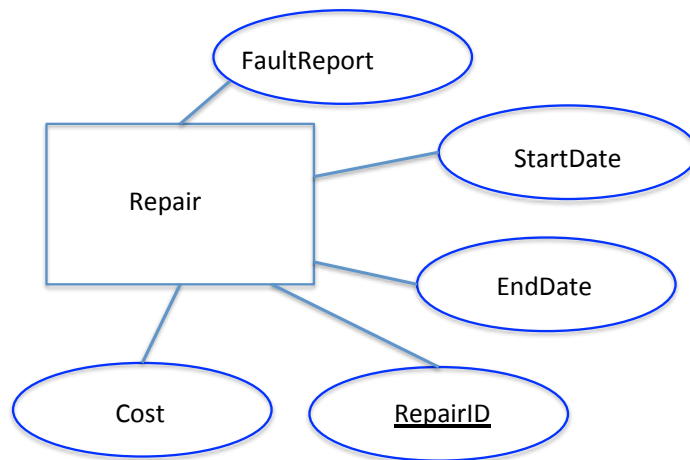 FaultReport
StartDate
Repair
EndDate
Cost
RepairID